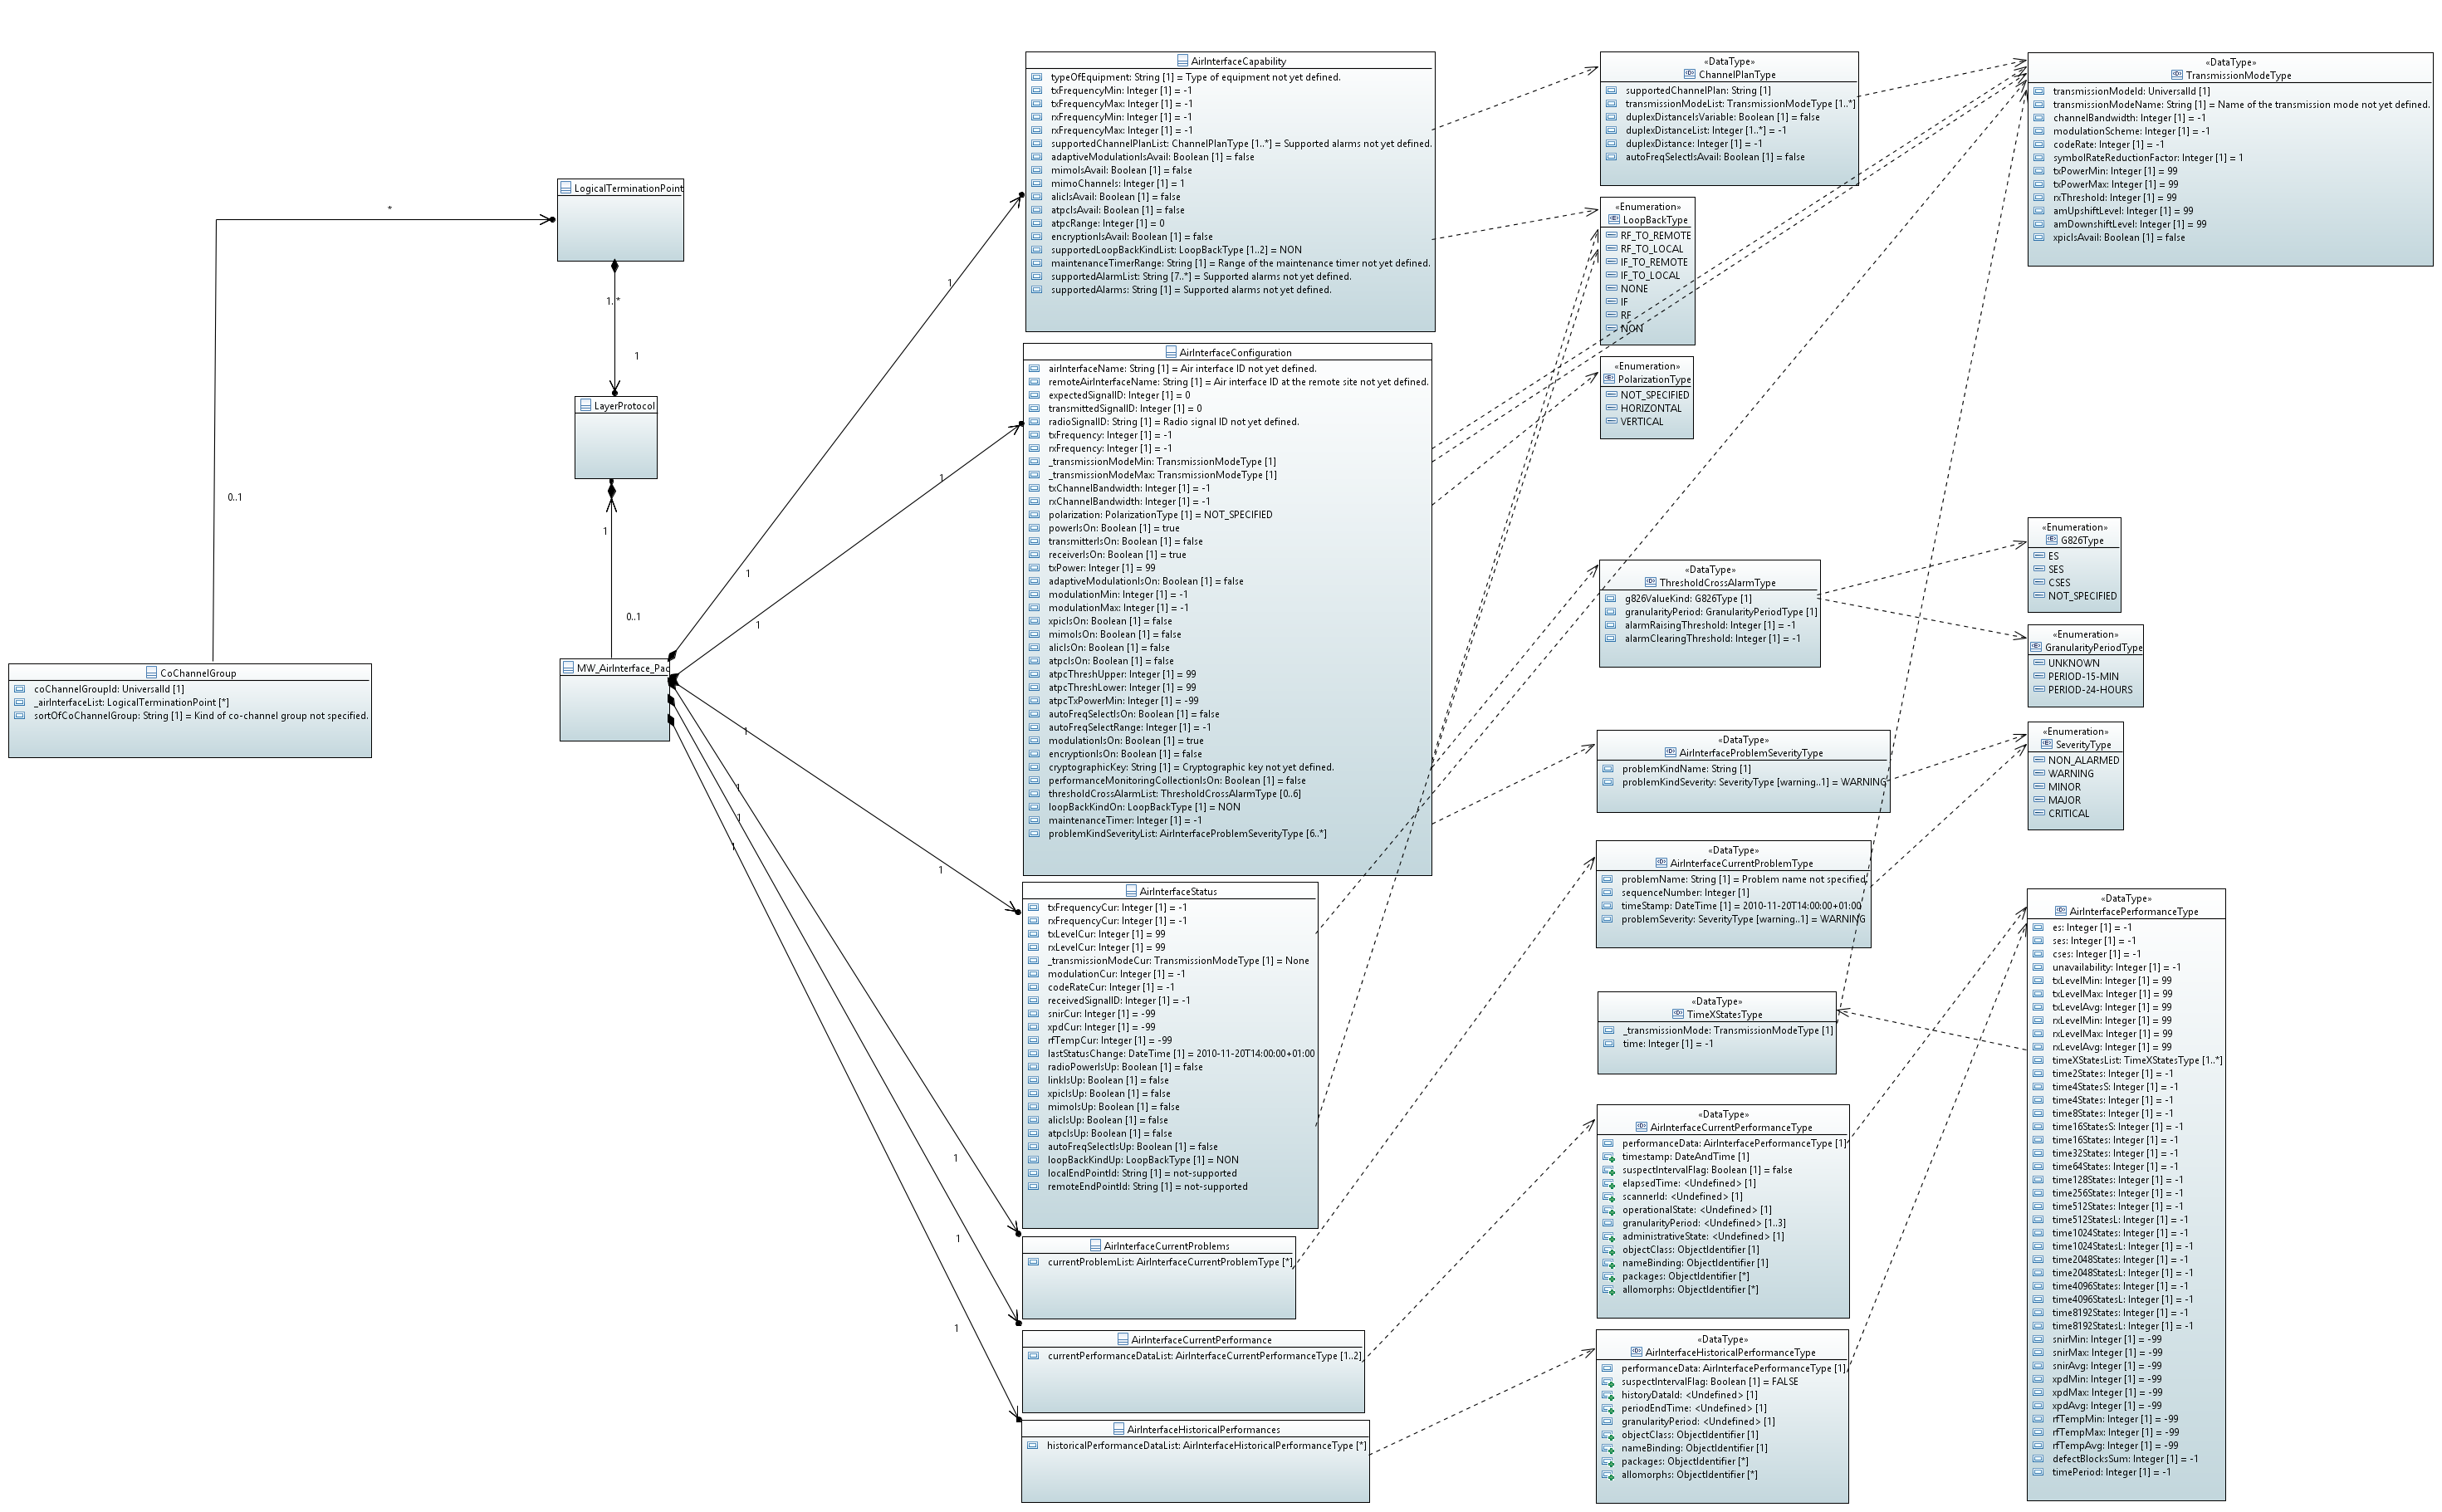 AirInterfaceCapability
typeOfEquipment: String [1] = Type of equipment not yet defined.
txFrequencyMin: Integer [1] = -1
txFrequencyMax: Integer [1] = -1
rxFrequencyMin: Integer [1] = -1
rxFrequencyMax: Integer [1] = -1
supportedChannelPlanList: ChannelPlanType [1..*] = Supported alarms not yet defined.
adaptiveModulationIsAvail: Boolean [1] = false
mimoIsAvail: Boolean [1] = false
mimoChannels: Integer [1] = 1
alicIsAvail: Boolean [1] = false
atpcIsAvail: Boolean [1] = false
atpcRange: Integer [1] = 0
encryptionIsAvail: Boolean [1] = false
supportedLoopBackKindList: LoopBackType [1..2] = NON
maintenanceTimerRange: String [1] = Range of the maintenance timer not yet defined.
supportedAlarmList: String [7..*] = Supported alarms not yet defined.
supportedAlarms: String [1] = Supported alarms not yet defined.
«DataType»
ChannelPlanType
supportedChannelPlan: String [1]
transmissionModeList: TransmissionModeType [1..*]
duplexDistanceIsVariable: Boolean [1] = false
duplexDistanceList: Integer [1..*] = -1
duplexDistance: Integer [1] = -1
autoFreqSelectIsAvail: Boolean [1] = false
«DataType»
TransmissionModeType
transmissionModeId: UniversalId [1]
transmissionModeName: String [1] = Name of the transmission mode not yet defined.
channelBandwidth: Integer [1] = -1
modulationScheme: Integer [1] = -1
codeRate: Integer [1] = -1
symbolRateReductionFactor: Integer [1] = 1
txPowerMin: Integer [1] = 99
txPowerMax: Integer [1] = 99
rxThreshold: Integer [1] = 99
amUpshiftLevel: Integer [1] = 99
amDownshiftLevel: Integer [1] = 99
xpicIsAvail: Boolean [1] = false
LogicalTerminationPoint
*
1..*
1
0..1
LayerProtocol
1
0..1
MW_AirInterface_Pac
CoChannelGroup
coChannelGroupId: UniversalId [1]
_airInterfaceList: LogicalTerminationPoint [*]
sortOfCoChannelGroup: String [1] = Kind of co-channel group not specified.
1
1
1
1
1
1
1
1
1
1
1
1
«Enumeration»
LoopBackType
RF_TO_REMOTE
RF_TO_LOCAL
IF_TO_REMOTE
IF_TO_LOCAL
NONE
IF
RF
NON
«Enumeration»
PolarizationType
NOT_SPECIFIED
HORIZONTAL
VERTICAL
AirInterfaceConfiguration
airInterfaceName: String [1] = Air interface ID not yet defined.
remoteAirInterfaceName: String [1] = Air interface ID at the remote site not yet defined.
expectedSignalID: Integer [1] = 0
transmittedSignalID: Integer [1] = 0
radioSignalID: String [1] = Radio signal ID not yet defined.
txFrequency: Integer [1] = -1
rxFrequency: Integer [1] = -1
_transmissionModeMin: TransmissionModeType [1]
_transmissionModeMax: TransmissionModeType [1]
txChannelBandwidth: Integer [1] = -1
rxChannelBandwidth: Integer [1] = -1
polarization: PolarizationType [1] = NOT_SPECIFIED
powerIsOn: Boolean [1] = true
transmitterIsOn: Boolean [1] = false
receiverIsOn: Boolean [1] = true
txPower: Integer [1] = 99
adaptiveModulationIsOn: Boolean [1] = false
modulationMin: Integer [1] = -1
modulationMax: Integer [1] = -1
xpicIsOn: Boolean [1] = false
mimoIsOn: Boolean [1] = false
alicIsOn: Boolean [1] = false
atpcIsOn: Boolean [1] = false
atpcThreshUpper: Integer [1] = 99
atpcThreshLower: Integer [1] = 99
atpcTxPowerMin: Integer [1] = -99
autoFreqSelectIsOn: Boolean [1] = false
autoFreqSelectRange: Integer [1] = -1
modulationIsOn: Boolean [1] = true
encryptionIsOn: Boolean [1] = false
cryptographicKey: String [1] = Cryptographic key not yet defined.
performanceMonitoringCollectionIsOn: Boolean [1] = false
thresholdCrossAlarmList: ThresholdCrossAlarmType [0..6]
loopBackKindOn: LoopBackType [1] = NON
maintenanceTimer: Integer [1] = -1
problemKindSeverityList: AirInterfaceProblemSeverityType [6..*]
«DataType»
ThresholdCrossAlarmType
g826ValueKind: G826Type [1]
granularityPeriod: GranularityPeriodType [1]
alarmRaisingThreshold: Integer [1] = -1
alarmClearingThreshold: Integer [1] = -1
«Enumeration»
G826Type
ES
SES
CSES
NOT_SPECIFIED
«Enumeration»
GranularityPeriodType
UNKNOWN
PERIOD-15-MIN
PERIOD-24-HOURS
«DataType»
AirInterfaceProblemSeverityType
problemKindName: String [1]
problemKindSeverity: SeverityType [warning..1] = WARNING
«Enumeration»
SeverityType
NON_ALARMED
WARNING
MINOR
MAJOR
CRITICAL
«DataType»
AirInterfaceCurrentProblemType
problemName: String [1] = Problem name not specified.
sequenceNumber: Integer [1]
timeStamp: DateTime [1] = 2010-11-20T14:00:00+01:00
problemSeverity: SeverityType [warning..1] = WARNING
AirInterfaceStatus
txFrequencyCur: Integer [1] = -1
rxFrequencyCur: Integer [1] = -1
txLevelCur: Integer [1] = 99
rxLevelCur: Integer [1] = 99
_transmissionModeCur: TransmissionModeType [1] = None
modulationCur: Integer [1] = -1
codeRateCur: Integer [1] = -1
receivedSignalID: Integer [1] = -1
snirCur: Integer [1] = -99
xpdCur: Integer [1] = -99
rfTempCur: Integer [1] = -99
lastStatusChange: DateTime [1] = 2010-11-20T14:00:00+01:00
radioPowerIsUp: Boolean [1] = false
linkIsUp: Boolean [1] = false
xpicIsUp: Boolean [1] = false
mimoIsUp: Boolean [1] = false
alicIsUp: Boolean [1] = false
atpcIsUp: Boolean [1] = false
autoFreqSelectIsUp: Boolean [1] = false
loopBackKindUp: LoopBackType [1] = NON
localEndPointId: String [1] = not-supported
remoteEndPointId: String [1] = not-supported
«DataType»
TimeXStatesType
_transmissionMode: TransmissionModeType [1]
time: Integer [1] = -1
«DataType»
AirInterfacePerformanceType
es: Integer [1] = -1
ses: Integer [1] = -1
cses: Integer [1] = -1
unavailability: Integer [1] = -1
txLevelMin: Integer [1] = 99
txLevelMax: Integer [1] = 99
txLevelAvg: Integer [1] = 99
rxLevelMin: Integer [1] = 99
rxLevelMax: Integer [1] = 99
rxLevelAvg: Integer [1] = 99
timeXStatesList: TimeXStatesType [1..*]
time2States: Integer [1] = -1
time4StatesS: Integer [1] = -1
time4States: Integer [1] = -1
time8States: Integer [1] = -1
time16StatesS: Integer [1] = -1
time16States: Integer [1] = -1
time32States: Integer [1] = -1
time64States: Integer [1] = -1
time128States: Integer [1] = -1
time256States: Integer [1] = -1
time512States: Integer [1] = -1
time512StatesL: Integer [1] = -1
time1024States: Integer [1] = -1
time1024StatesL: Integer [1] = -1
time2048States: Integer [1] = -1
time2048StatesL: Integer [1] = -1
time4096States: Integer [1] = -1
time4096StatesL: Integer [1] = -1
time8192States: Integer [1] = -1
time8192StatesL: Integer [1] = -1
snirMin: Integer [1] = -99
snirMax: Integer [1] = -99
snirAvg: Integer [1] = -99
xpdMin: Integer [1] = -99
xpdMax: Integer [1] = -99
xpdAvg: Integer [1] = -99
rfTempMin: Integer [1] = -99
rfTempMax: Integer [1] = -99
rfTempAvg: Integer [1] = -99
defectBlocksSum: Integer [1] = -1
timePeriod: Integer [1] = -1
«DataType»
AirInterfaceCurrentPerformanceType
performanceData: AirInterfacePerformanceType [1]
timestamp: DateAndTime [1]
suspectIntervalFlag: Boolean [1] = false
elapsedTime: <Undefined> [1]
scannerId: <Undefined> [1]
operationalState: <Undefined> [1]
granularityPeriod: <Undefined> [1..3]
administrativeState: <Undefined> [1]
objectClass: ObjectIdentifier [1]
nameBinding: ObjectIdentifier [1]
packages: ObjectIdentifier [*]
allomorphs: ObjectIdentifier [*]
AirInterfaceCurrentProblems
currentProblemList: AirInterfaceCurrentProblemType [*]
AirInterfaceCurrentPerformance
currentPerformanceDataList: AirInterfaceCurrentPerformanceType [1..2]
AirInterfaceHistoricalPerformances
historicalPerformanceDataList: AirInterfaceHistoricalPerformanceType [*]
«DataType»
AirInterfaceHistoricalPerformanceType
performanceData: AirInterfacePerformanceType [1]
suspectIntervalFlag: Boolean [1] = FALSE
historyDataId: <Undefined> [1]
periodEndTime: <Undefined> [1]
granularityPeriod: <Undefined> [1]
objectClass: ObjectIdentifier [1]
nameBinding: ObjectIdentifier [1]
packages: ObjectIdentifier [*]
allomorphs: ObjectIdentifier [*]